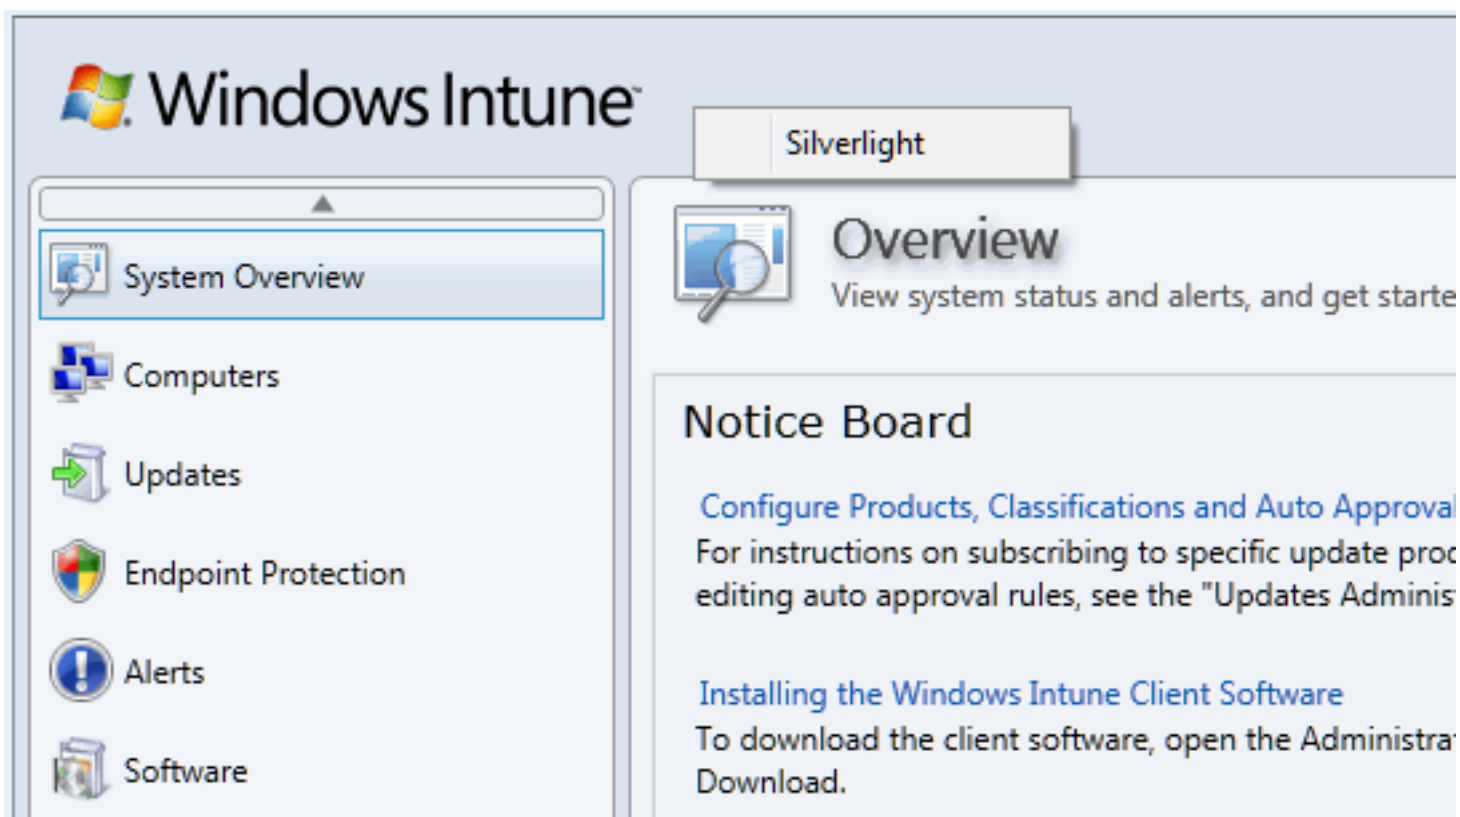 Windows Intune™
Silverlight
System Overview
Computers
Updates
Endpoint Protection
Alerts
Software
Overview
View system status and alerts, and get starte
Notice Board
Configure Products, Classifications and Auto Approval
For instructions on subscribing to specific update prod
editing auto approval rules, see the "Updates Adminis
Installing the Windows Intune Client Software
To download the client software, open the Administra
Download.